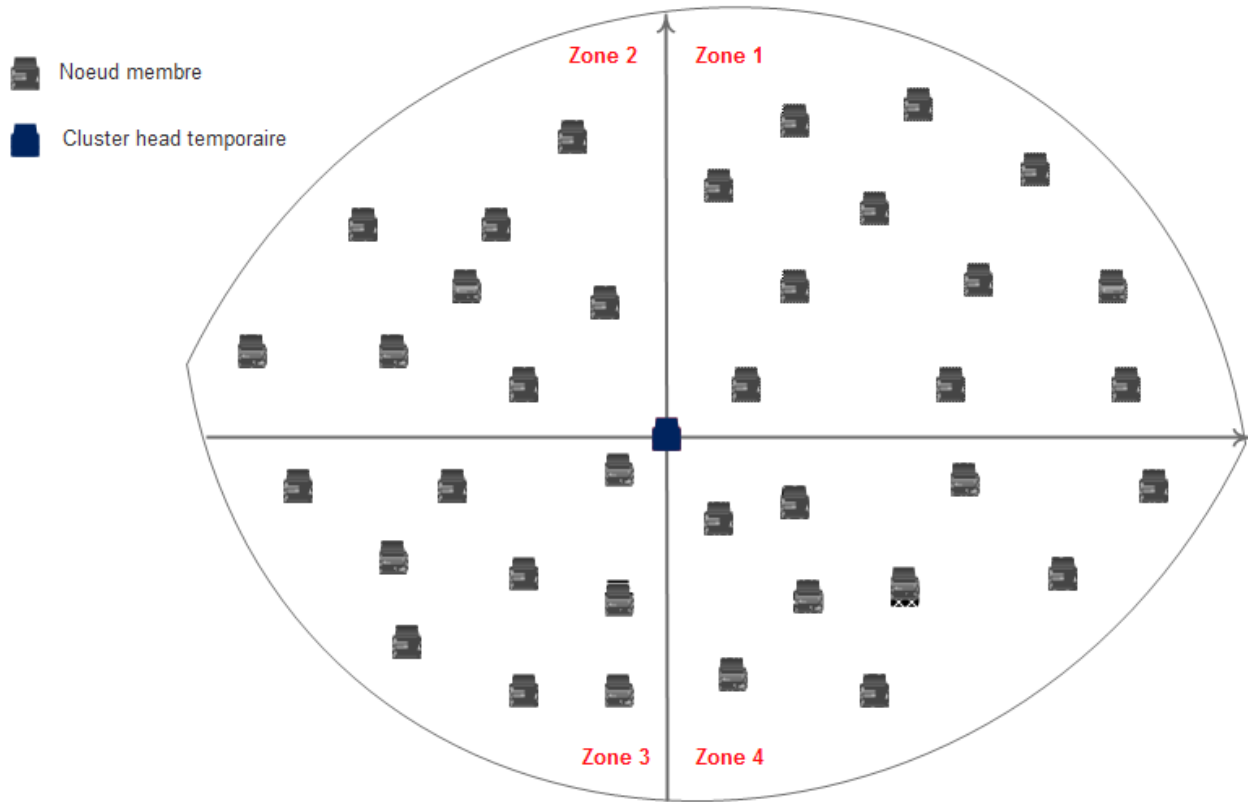 Zone 2
Zone 1
Noeud membre
Cluster head temporaire
Zone 3
Zone 4